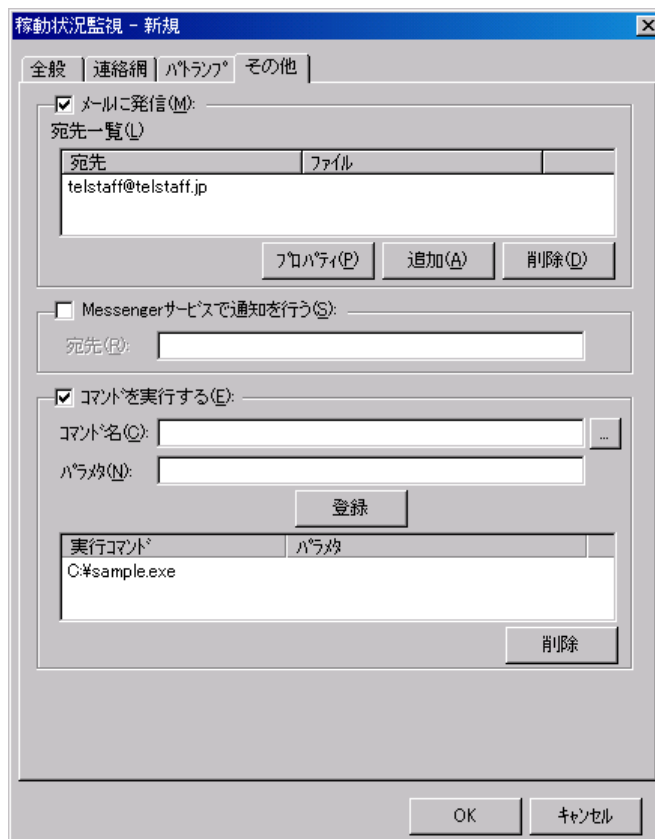 稼動状況監視 - 新規
全般 連絡網 ﾊﾟﾄﾗﾝﾌﾟ その他
ﾒｰﾙに発信(M):
宛先一覧(L)
宛先 ﾌｧｲﾙ
telstaff@telstaff.jp
ﾌﾟﾛﾊﾟﾃｨ(P) 追加(A) 削除(D)
Messengerサービスで通知を行う(S):
宛先(R):
ｺﾏﾝﾄﾞを実行する(E):
ｺﾏﾝﾄﾞ名(C): ...
ﾊﾟﾗﾒﾀ(N):
登録
実行ｺﾏﾝﾄﾞ ﾊﾟﾗﾒﾀ
C:¥sample.exe
削除
OK ｷｬﾝｾﾙ